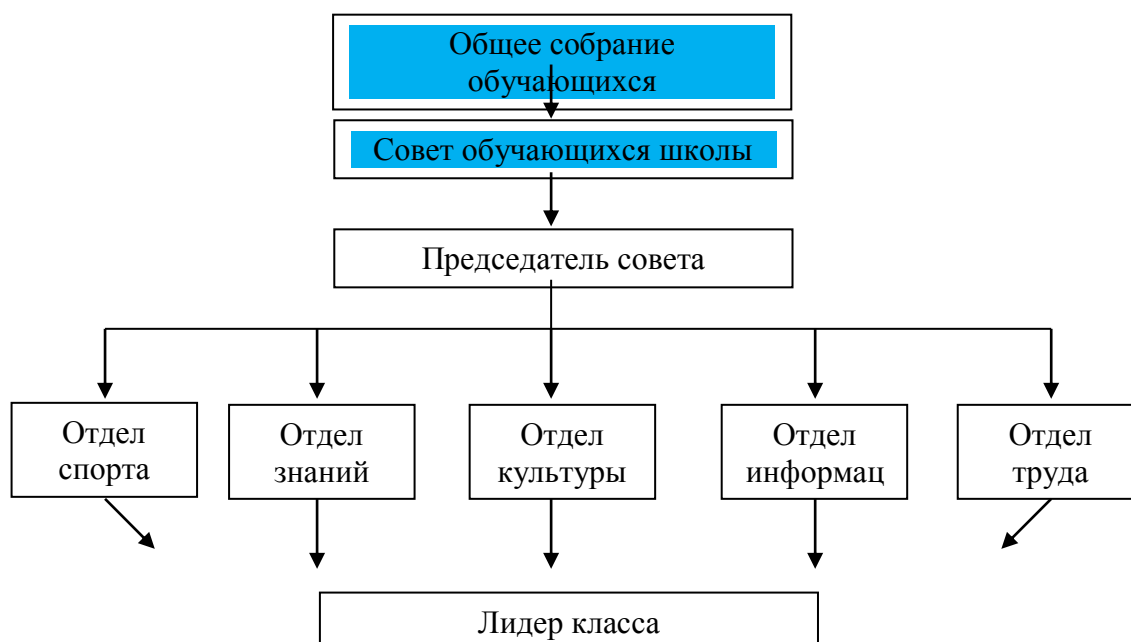 Общее собрание
обучающихся
Совет обучающихся школы
Председатель совета
Отдел
спорта
Отдел
знаний
Отдел
культуры
Отдел
информац
Отдел
труда
Лидер класса